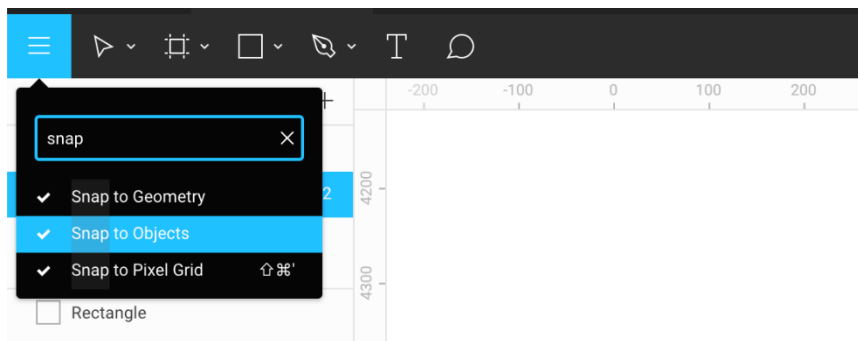 -200 -100 0 100 200
snap
Snap to Geometry
2
Snap to Objects
Snap to Pixel Grid ⇧⌘'
Rectangle
4200
4300